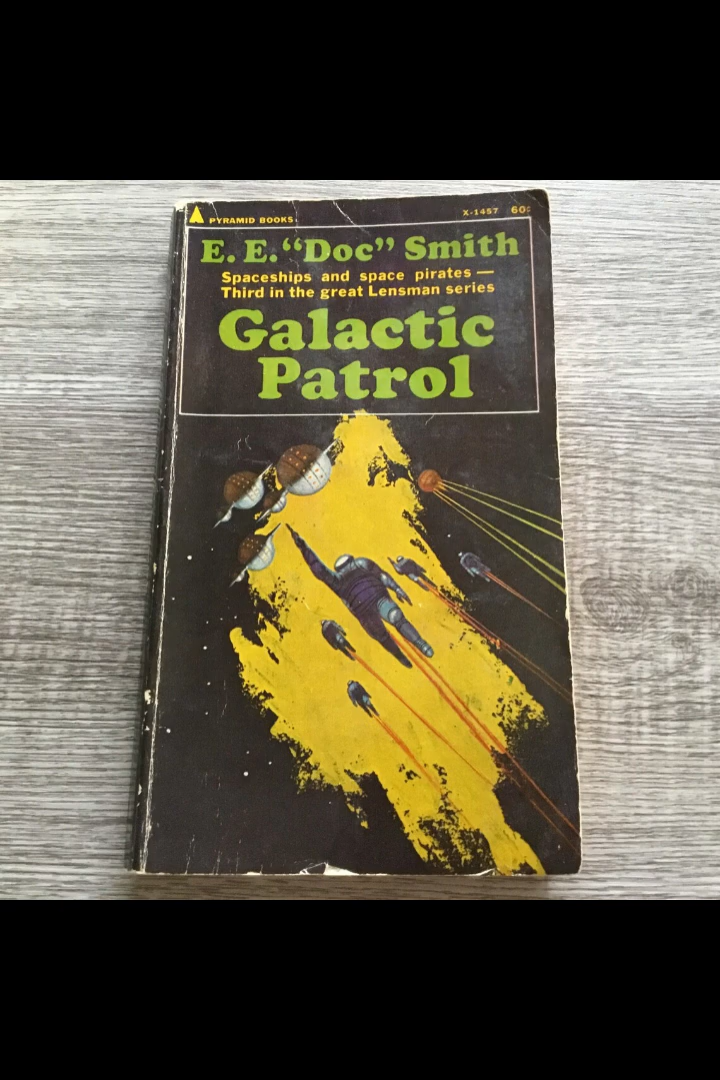 PYRAMID BOOKS
X-1457 60¢
E. E. “Doc” Smith
Spaceships and space pirates —
Third in the great Lensman series
Galactic
Patrol